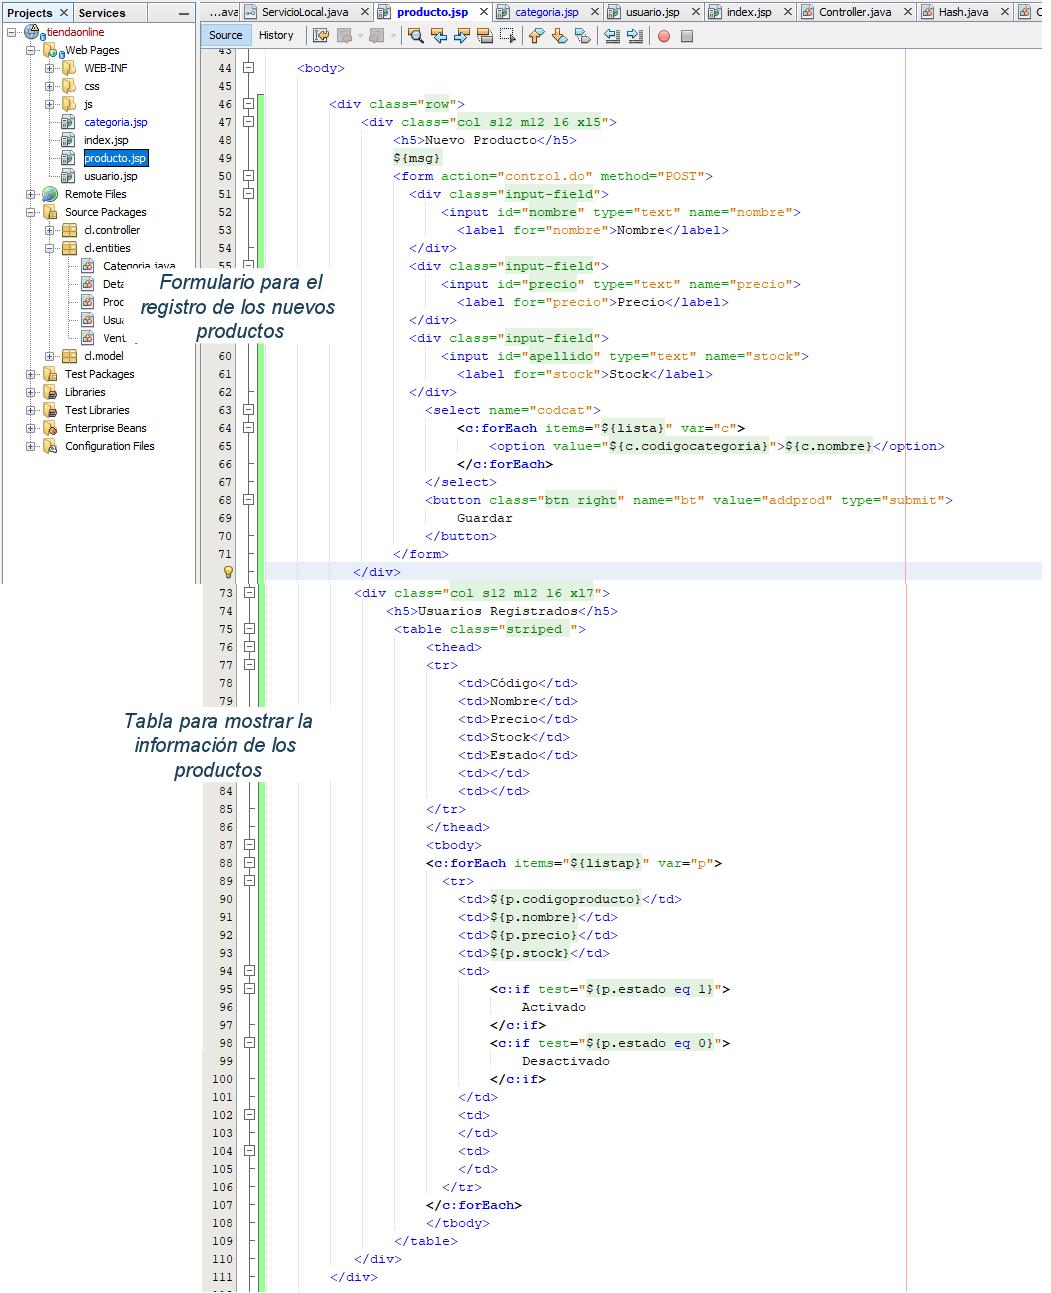 Projects × Services
tiendaonline
Web Pages
WEB-INF
css
js
categoria.jsp
index.jsp
producto.jsp
usuario.jsp
Remote Files
Source Packages
cl.controller
cl.entities
Categoria.java
Deta
Proc
Usua
Vent
cl.model
Test Packages
Libraries
Test Libraries
Enterprise Beans
Configuration Files
...ava ServicioLocal.java × producto.jsp × categoria.jsp × usuario.jsp × index.jsp × Controller.java × Hash.java ×
Source History
43
44 <body>
45
46 <div class="row">
47 <div class="col s12 m12 l6 xl5">
48 <h5>Nuevo Producto</h5>
49 ${msg}
50 <form action="control.do" method="POST">
51 <div class="input-field">
52 <input id="nombre" type="text" name="nombre">
53 <label for="nombre">Nombre</label>
54 </div>
55 <div class="input-field">
<input id="precio" type="text" name="precio">
<label for="precio">Precio</label>
</div>
<div class="input-field">
60 <input id="apellido" type="text" name="stock">
61 <label for="stock">Stock</label>
62 </div>
63 <select name="codcat">
64 <c:forEach items="${lista}" var="c">
65 <option value="${c.codigocategoria}">${c.nombre}</option>
66 </c:forEach>
67 </select>
68 <button class="btn right" name="bt" value="addprod" type="submit">
69 Guardar
70 </button>
71 </form>
</div>
73 <div class="col s12 m12 l6 xl7">
74 <h5>Usuarios Registrados</h5>
75 <table class="striped ">
76 <thead>
77 <tr>
78 <td>Código</td>
79 <td>Nombre</td>
<td>Precio</td>
<td>Stock</td>
<td>Estado</td>
<td></td>
84 <td></td>
85 </tr>
86 </thead>
87 <tbody>
88 <c:forEach items="${listap}" var="p">
89 <tr>
90 <td>${p.codigoproducto}</td>
91 <td>${p.nombre}</td>
92 <td>${p.precio}</td>
93 <td>${p.stock}</td>
94 <td>
95 <c:if test="${p.estado eq 1}">
96 Activado
97 </c:if>
98 <c:if test="${p.estado eq 0}">
99 Desactivado
100 </c:if>
101 </td>
102 <td>
103 </td>
104 <td>
105 </td>
106 </tr>
107 </c:forEach>
108 </tbody>
109 </table>
110 </div>
111 </div>
Formulario para el
registro de los nuevos
productos
Tabla para mostrar la
información de los
productos